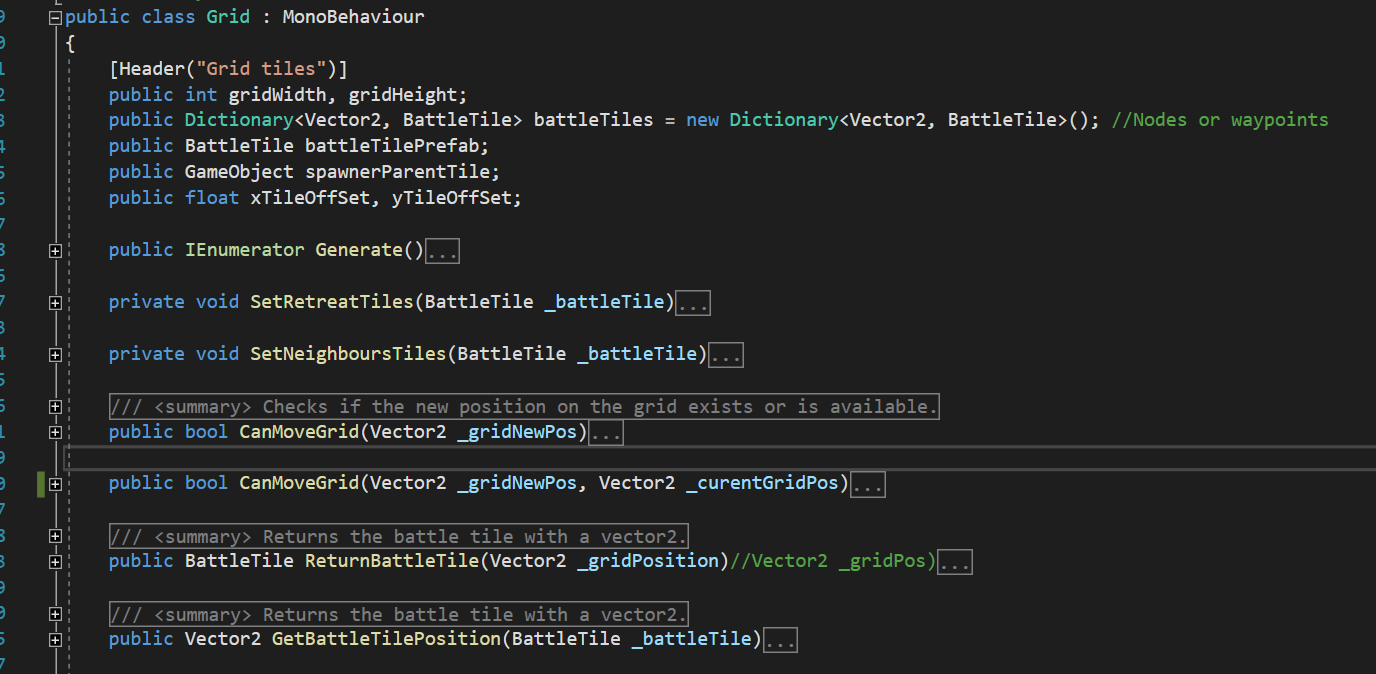 public class Grid : MonoBehaviour
{
[Header("Grid tiles")]
public int gridWidth, gridHeight;
public Dictionary<Vector2, BattleTile> battleTiles = new Dictionary<Vector2, BattleTile>(); //Nodes or waypoints
public BattleTile battleTilePrefab;
public GameObject spawnerParentTile;
public float xTileOffSet, yTileOffSet;
public IEnumerator Generate()...
private void SetRetreatTiles(BattleTile _battleTile)...
private void SetNeighboursTiles(BattleTile _battleTile)...
/// <summary> Checks if the new position on the grid exists or is available.
public bool CanMoveGrid(Vector2 _gridNewPos)...
public bool CanMoveGrid(Vector2 _gridNewPos, Vector2 _curentGridPos)...
/// <summary> Returns the battle tile with a vector2.
public BattleTile ReturnBattleTile(Vector2 _gridPosition)//Vector2 _gridPos)...
/// <summary> Returns the battle tile with a vector2.
public Vector2 GetBattleTilePosition(BattleTile _battleTile)...